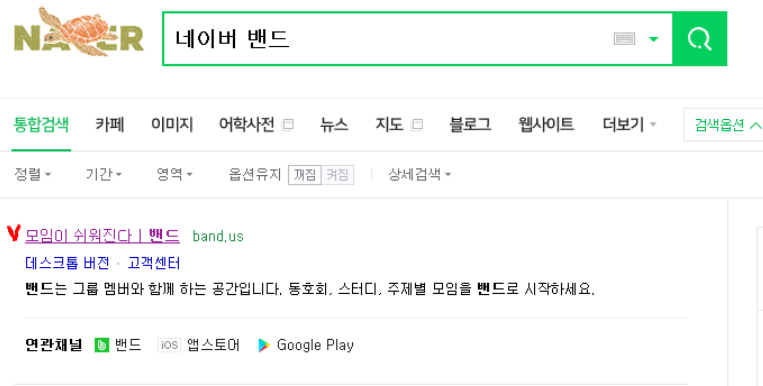 NAVER
네이버 밴드
통합검색 카페 이미지 어학사전 뉴스 지도 블로그 웹사이트 더보기 검색옵션
정렬 기간 영역 옵션유지 꺼짐 켜짐 상세검색
모임이 쉬워진다 | 밴드 band.us
데스크톱 버전 · 고객센터
밴드는 그룹 멤버와 함께 하는 공간입니다. 동호회, 스터디, 주제별 모임을 밴드로 시작하세요.
연관채널 밴드 iOS 앱스토어 Google Play